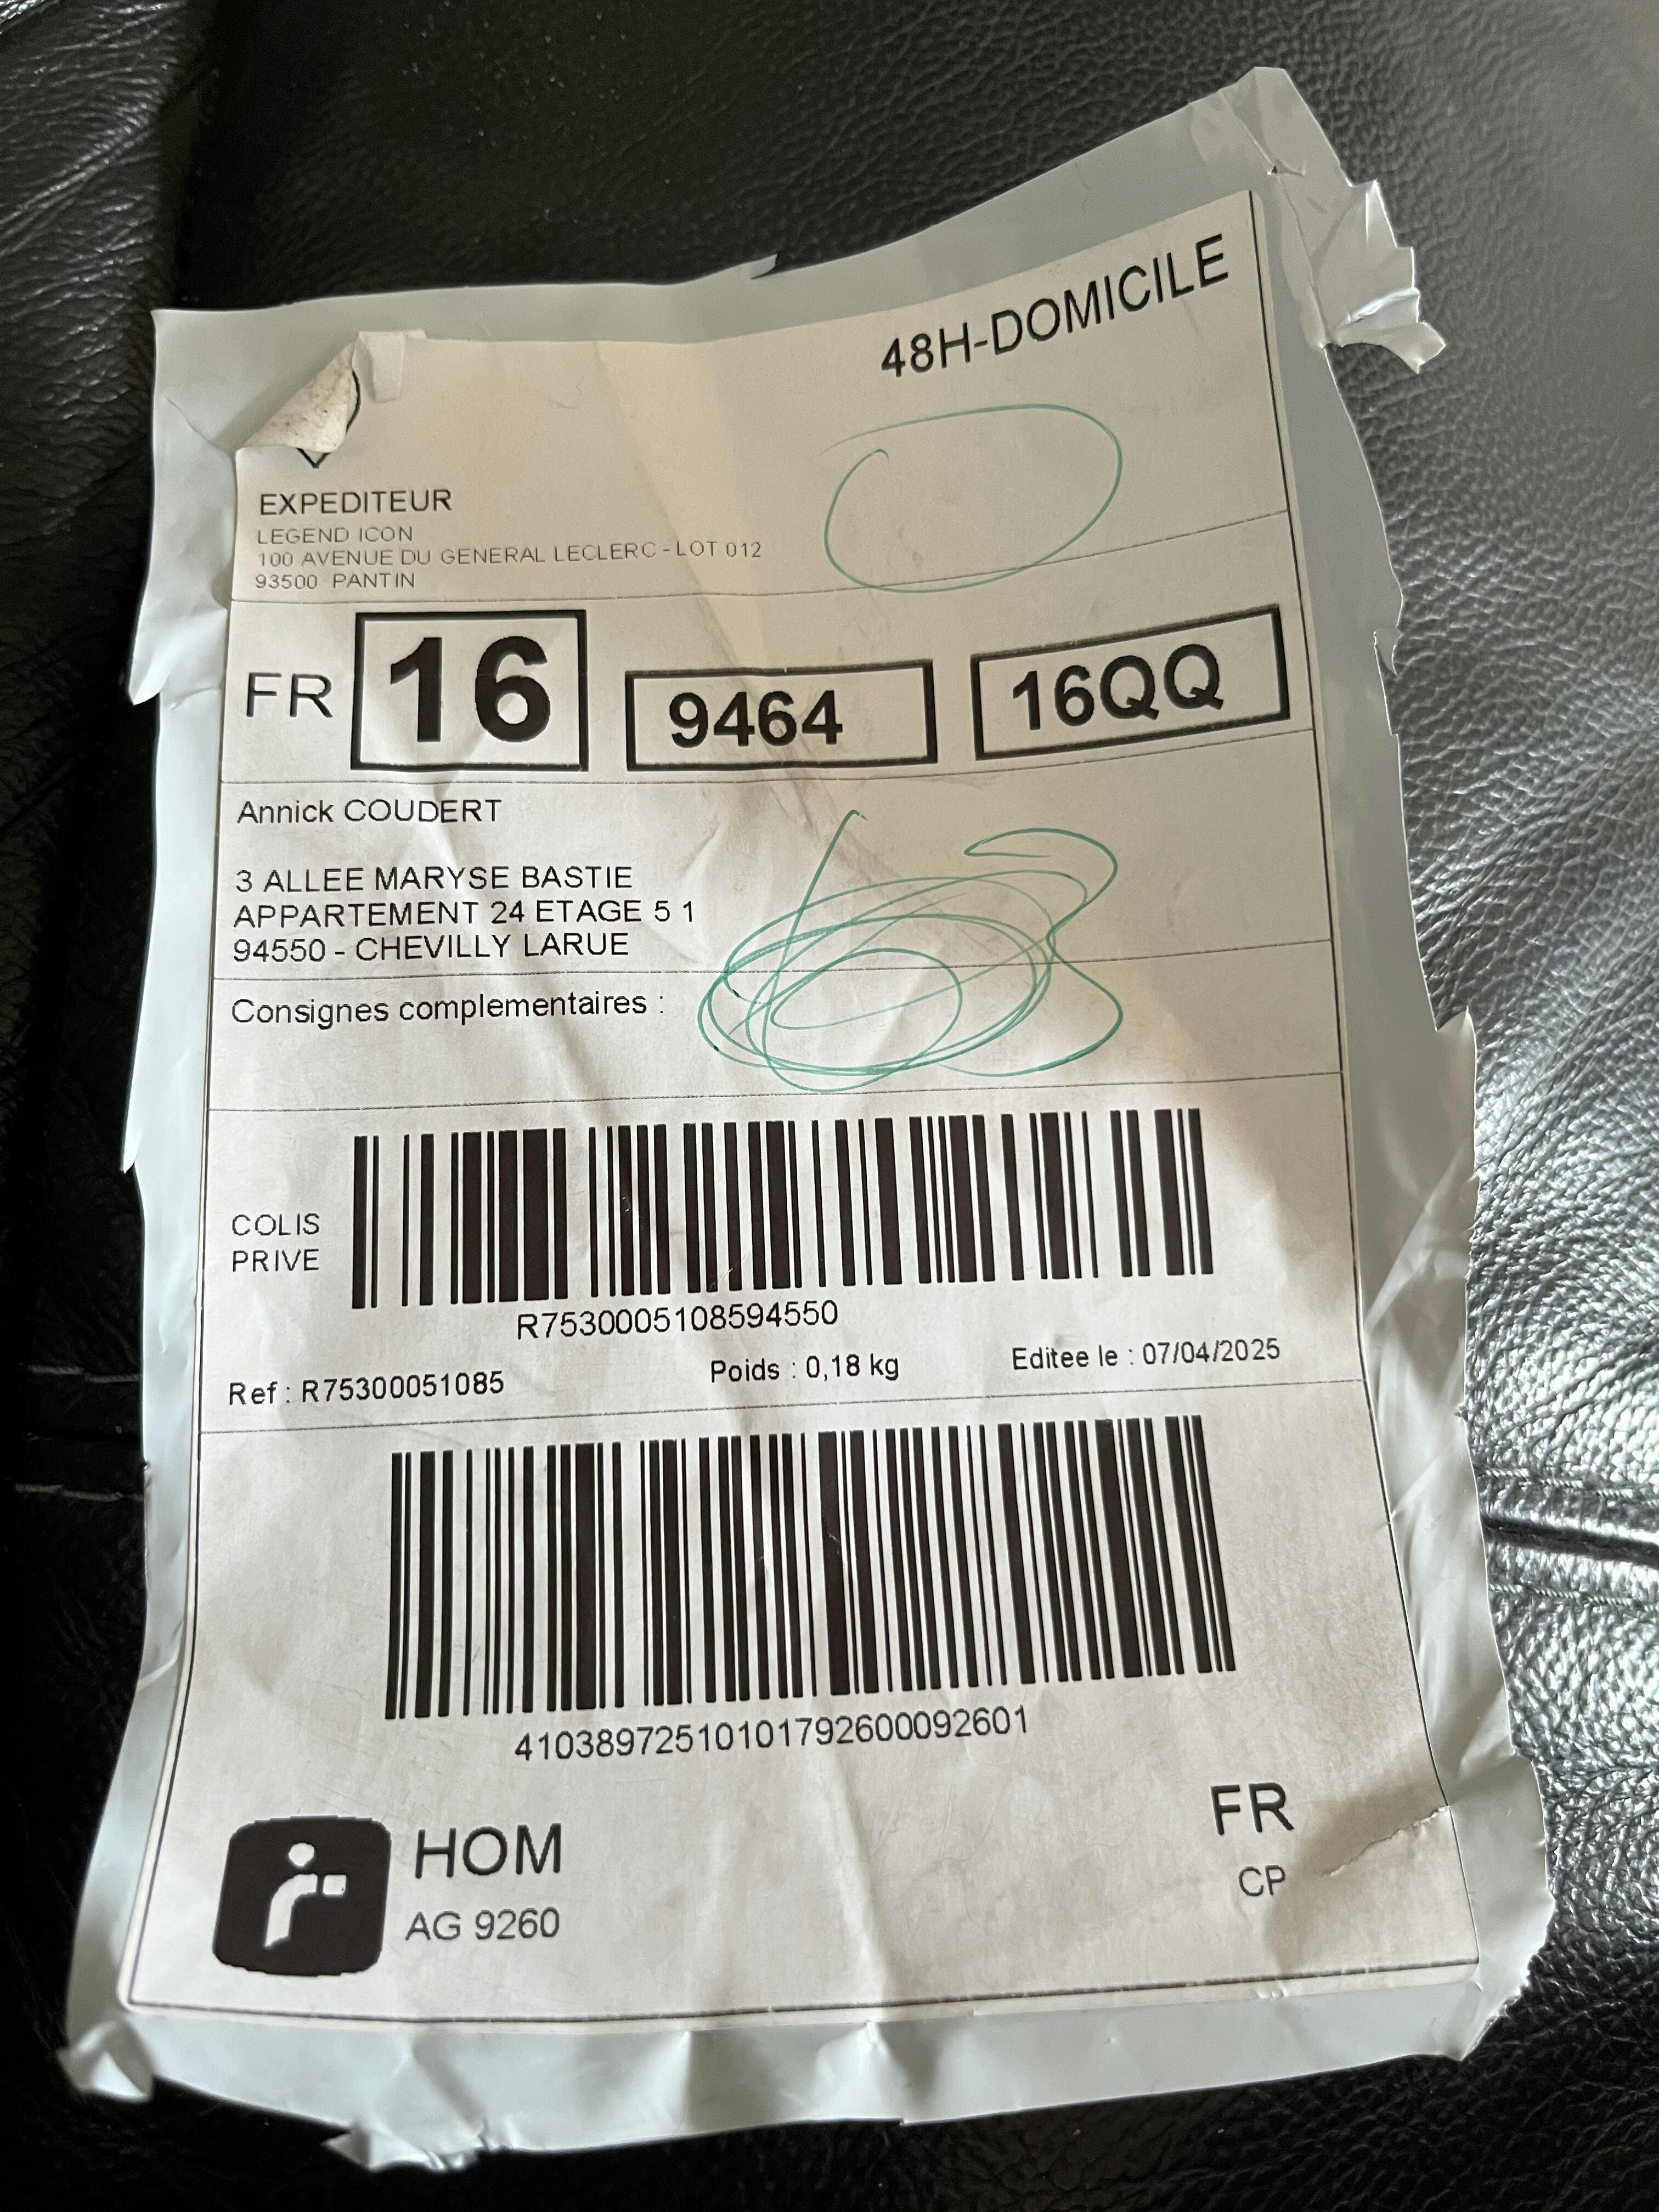 48H-DOMICILE
EXPEDITEUR
LEGEND ICON
100 AVENUE DU GENERAL LECLERC - LOT 012
93500 PANTIN
FR 16 9464 16QQ
Annick COUDERT
3 ALLEE MARYSE BASTIE
APPARTEMENT 24 ETAGE 5 1
94550 - CHEVILLY LARUE
Consignes complementaires :
COLIS
PRIVE
R7530005108594550
Ref : R75300051085 Poids : 0,18 kg Editee le : 07/04/2025
41038972510101792600092601
HOM
AG 9260
FR
CP